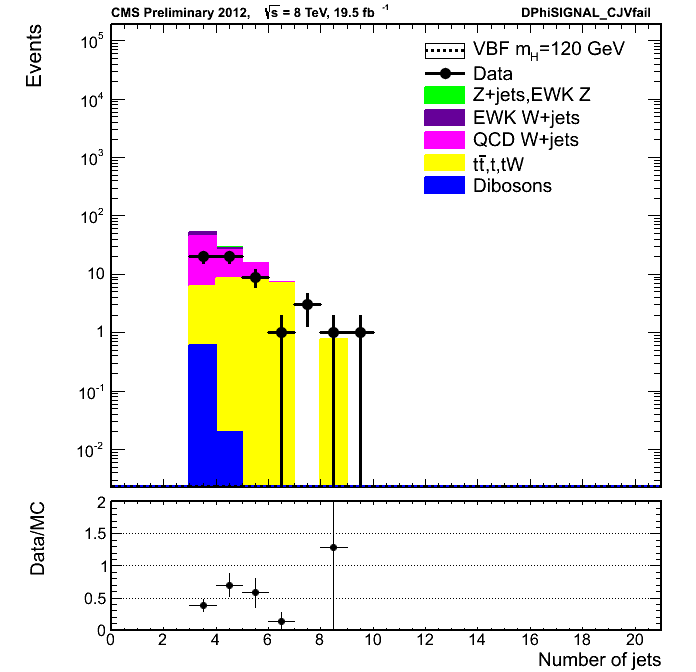 CMS Preliminary 2012, √s = 8 TeV, 19.5 fb⁻¹ DPhiSIGNAL_CJVfail
Events
10⁵
10⁴
10³
10²
10
1
10⁻¹
10⁻²
VBF m_H=120 GeV
Data
Z+jets,EWK Z
EWK W+jets
QCD W+jets
tt̄,t,tW
Dibosons
Data/MC
2
1.5
1
0.5
0
0 2 4 6 8 10 12 14 16 18 20
Number of jets